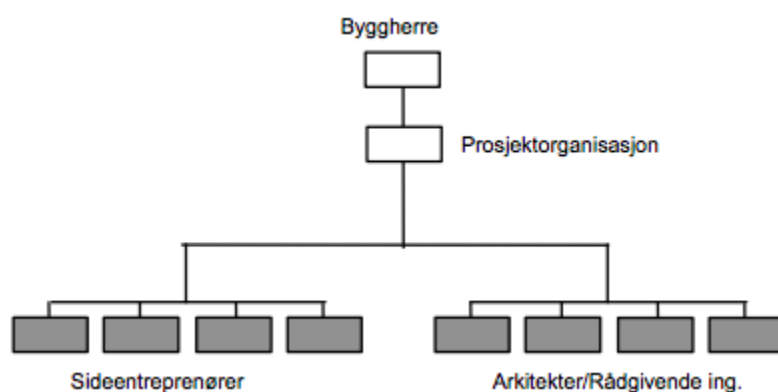 Byggherre
Prosjektorganisasjon
Sideentreprenører
Arkitekter/Rådgivende ing.